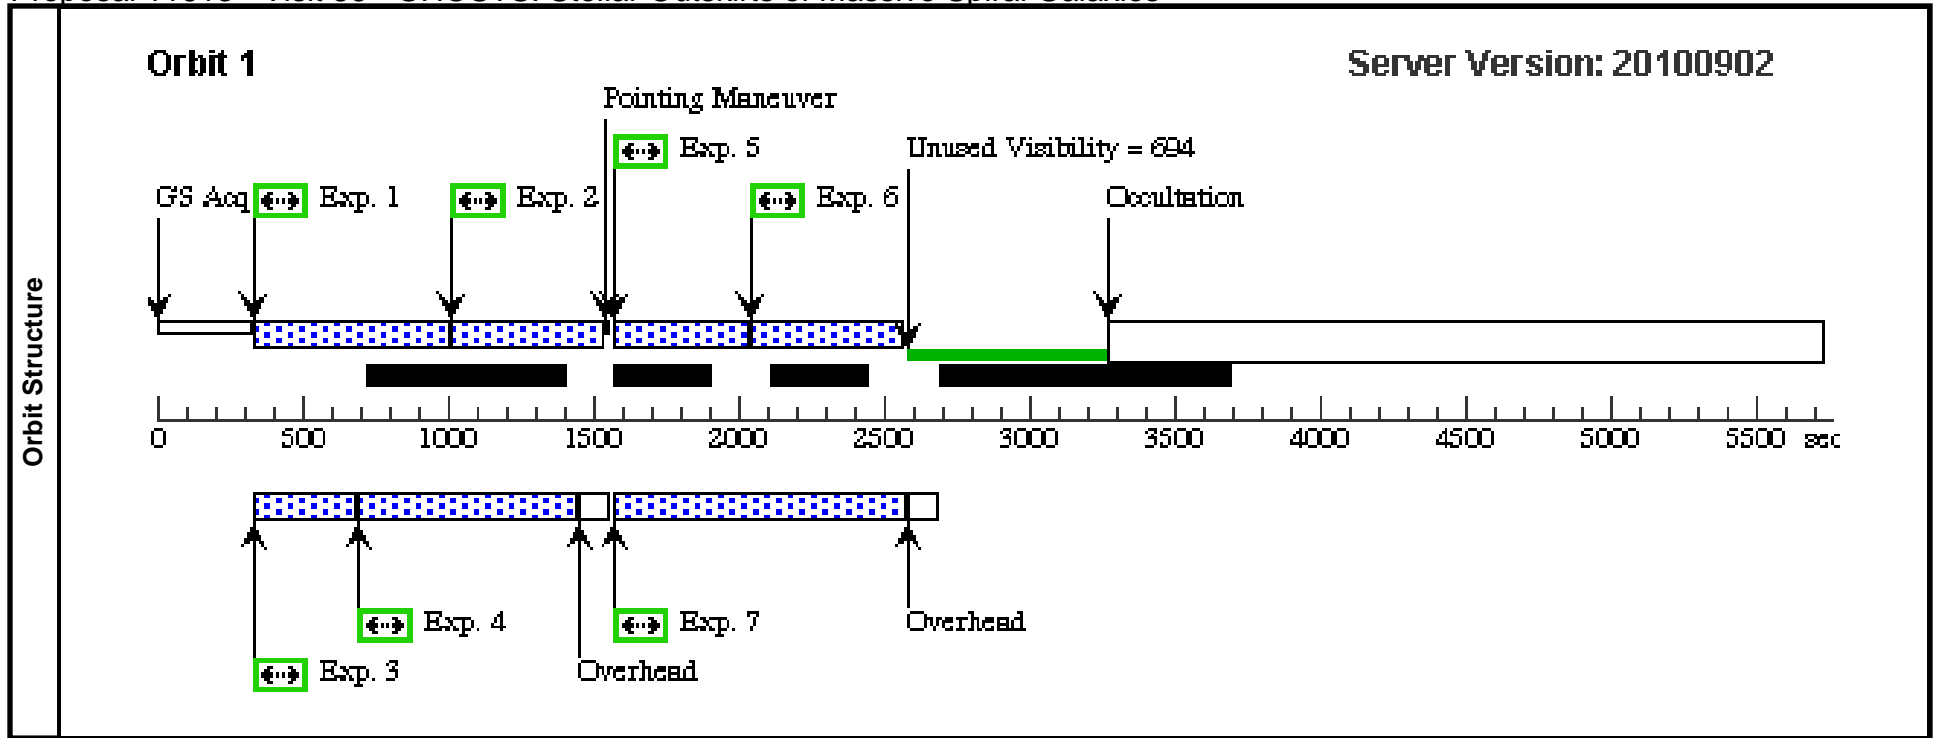 Orbit Structure
Orbit 1
Server Version: 20100902
Pointing Maneuver
Exp. 5
Unused Visibility = 694
GS Acq
Exp. 1
Exp. 2
Exp. 6
Occultation
0 500 1000 1500 2000 2500 3000 3500 4000 4500 5000 5500 sec
Exp. 4
Exp. 7
Overhead
Exp. 3
Overhead